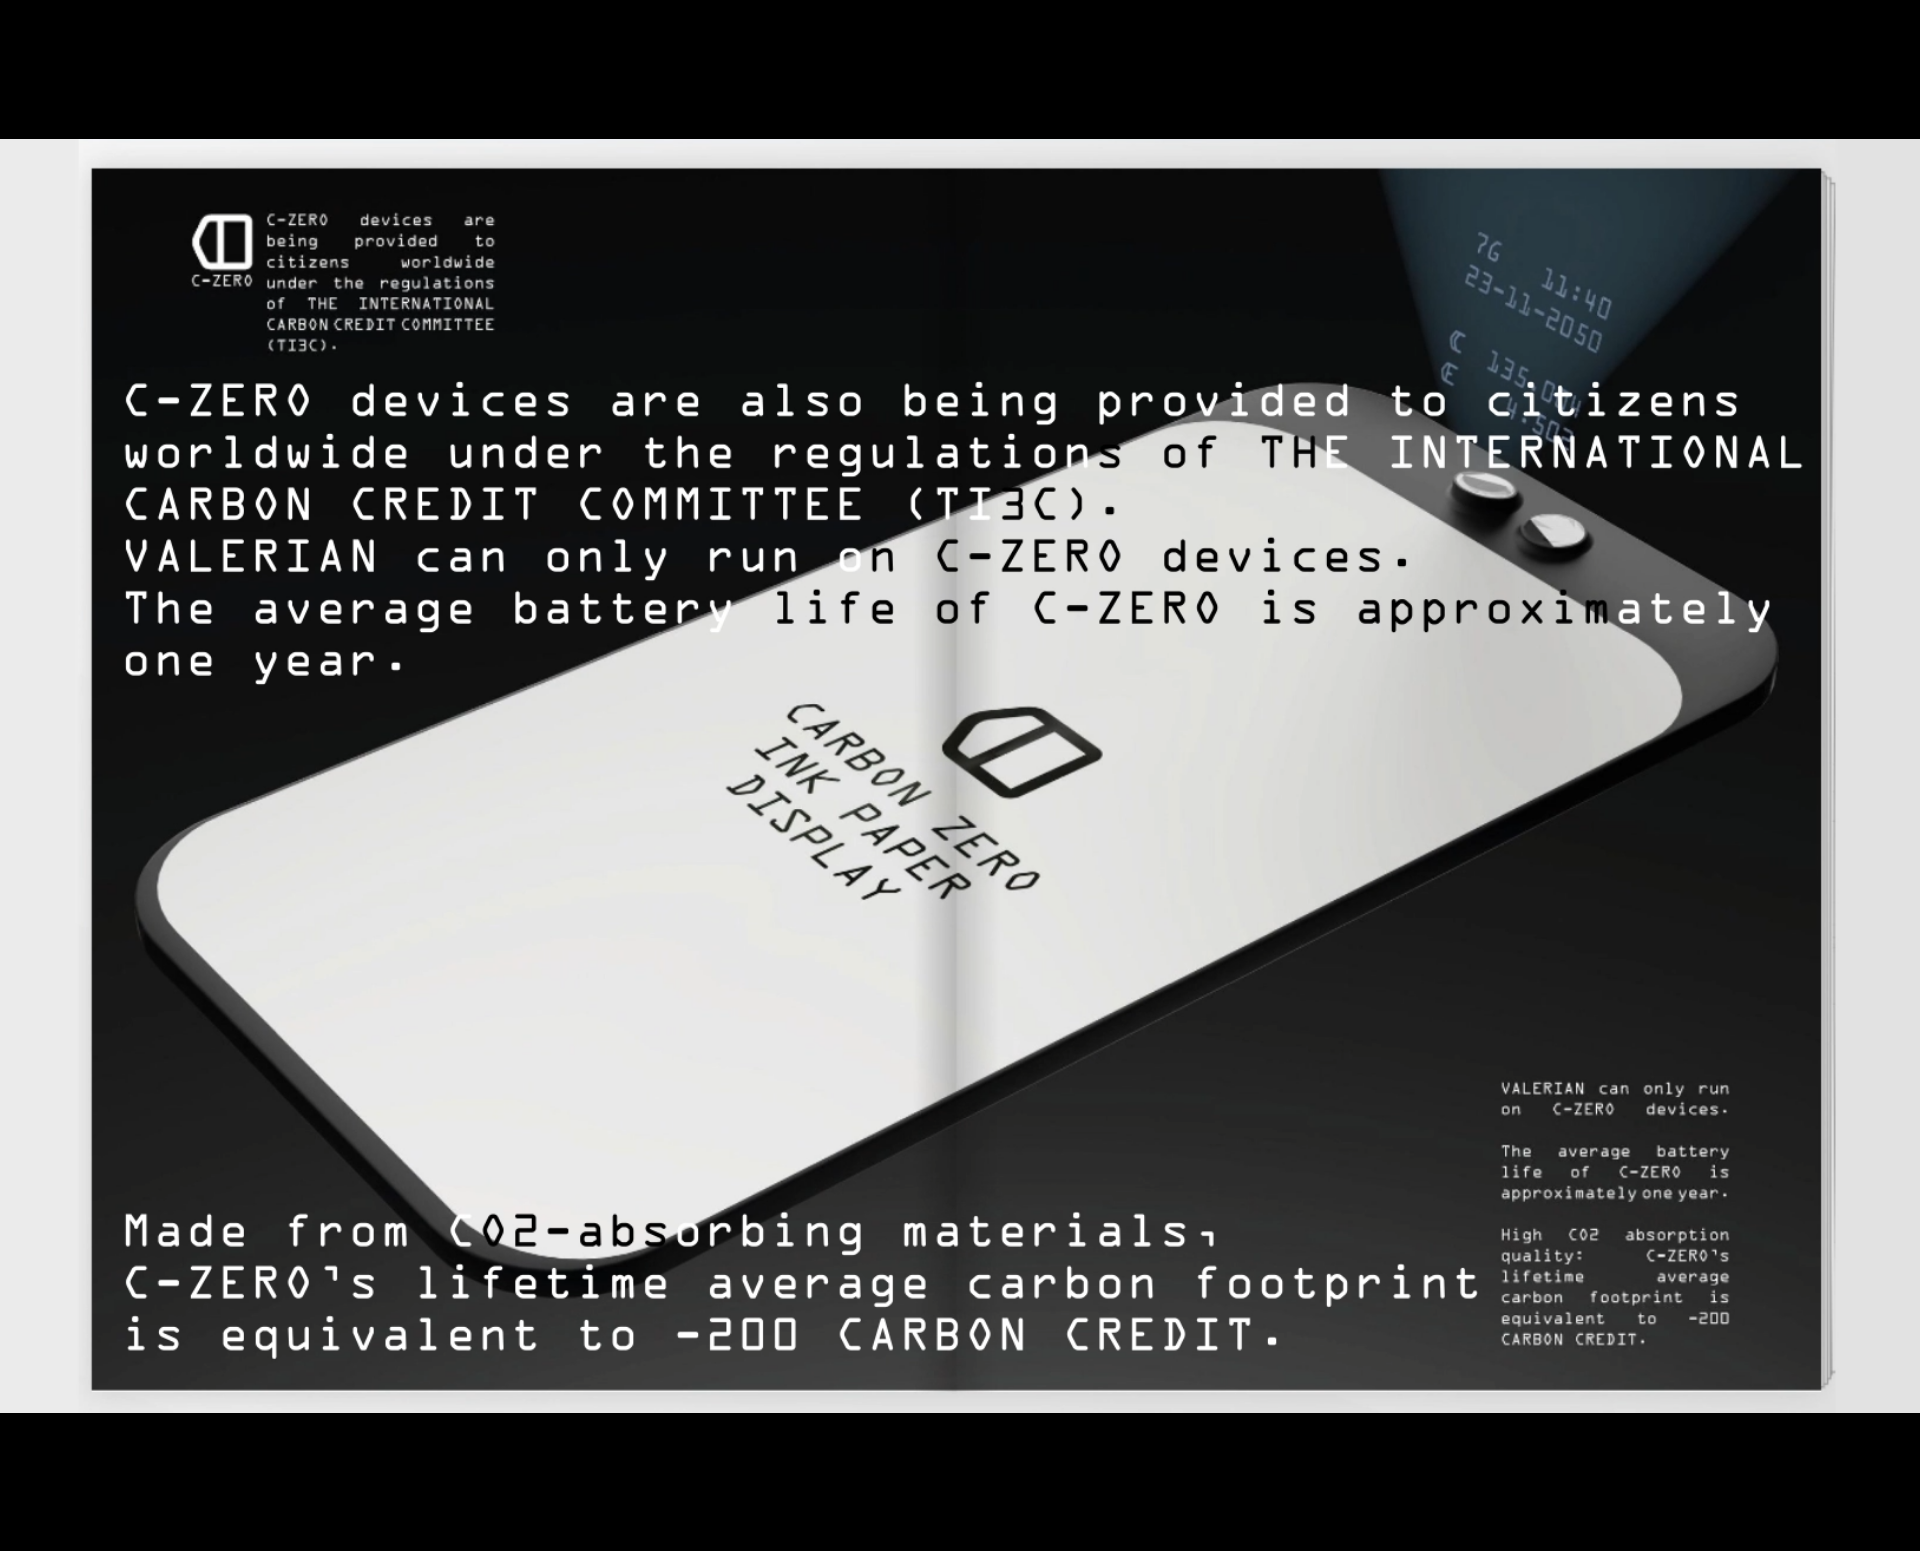 C-ZERO
C-ZERO devices are
being provided to
citizens worldwide
under the regulations
of THE INTERNATIONAL
CARBON CREDIT COMMITTEE
(TI3C).
7G 11:40
23-11-2050
C-ZERO devices are also being provided to citizens
worldwide under the regulations of THE INTERNATIONAL
CARBON CREDIT COMMITTEE (TI3C).
VALERIAN can only run on C-ZERO devices.
The average battery life of C-ZERO is approximately
one year.
CARBON ZERO
INK PAPER
DISPLAY
VALERIAN can only run
on C-ZERO devices.
The average battery
life of C-ZERO is
approximately one year.
High CO2 absorption
quality: C-ZERO's
lifetime average
carbon footprint is
equivalent to -200
CARBON CREDIT.
Made from CO2-absorbing materials,
C-ZERO's lifetime average carbon footprint
is equivalent to -200 CARBON CREDIT.